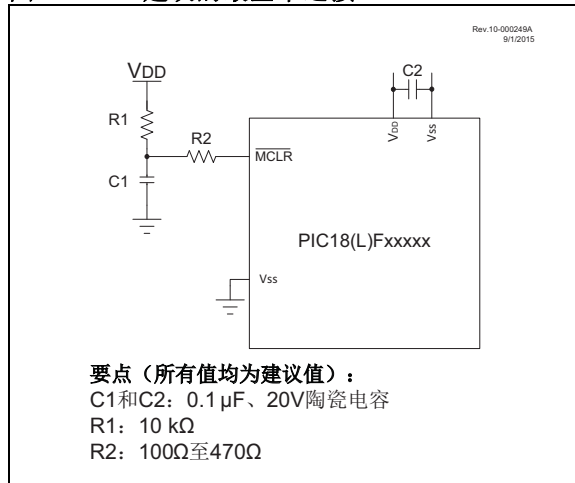 Rev.10-000249A
9/1/2015
VDD
C2
R1
R2
VDD
Vss
MCLR
C1
PIC18(L)Fxxxxx
Vss
要点（所有值均为建议值）：
C1和C2：0.1 µF、20V陶瓷电容
R1：10 kΩ
R2：100Ω至470Ω